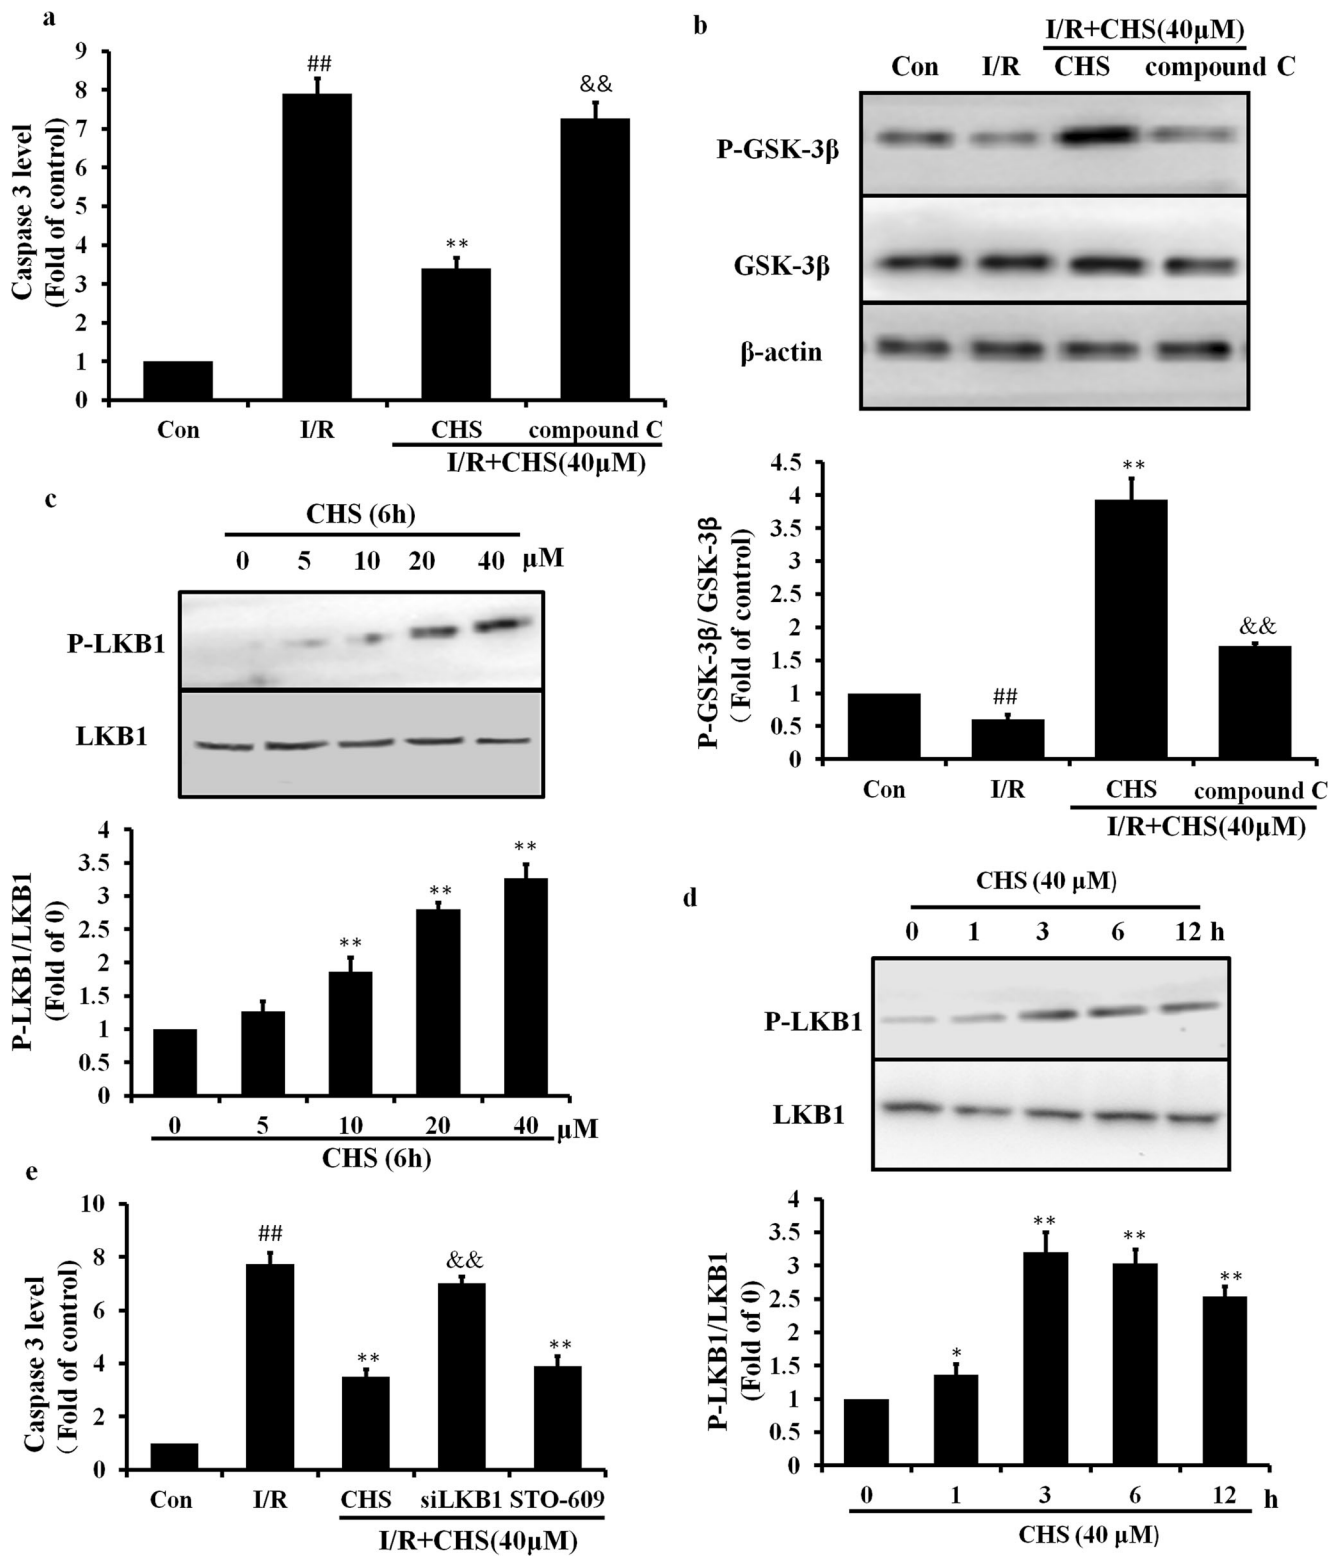 a
9
8
7
6
5
4
3
2
1
0
Caspase 3 level
(Fold of control)
##
**
&&
Con I/R CHS compound C
I/R+CHS(40μM)
b
I/R+CHS(40μM)
Con I/R CHS compound C
P-GSK-3β
GSK-3β
β-actin
4.5
4
3.5
3
2.5
2
1.5
1
0.5
0
P-GSK-3β/ GSK-3β
(Fold of control)
##
**
&&
Con I/R CHS compound C
I/R+CHS(40μM)
c
CHS (6h)
0 5 10 20 40 μM
P-LKB1
LKB1
4
3.5
3
2.5
2
1.5
1
0.5
0
P-LKB1/LKB1
(Fold of 0)
**
**
**
0 5 10 20 40 μM
CHS (6h)
d
CHS (40 μM)
0 1 3 6 12 h
P-LKB1
LKB1
4
3.5
3
2.5
2
1.5
1
0.5
0
P-LKB1/LKB1
(Fold of 0)
*
**
**
**
0 1 3 6 12 h
CHS (40 μM)
e
10
8
6
4
2
0
Caspase 3 level
(Fold of control)
##
**
&&
**
Con I/R CHS siLKB1 STO-609
I/R+CHS(40μM)